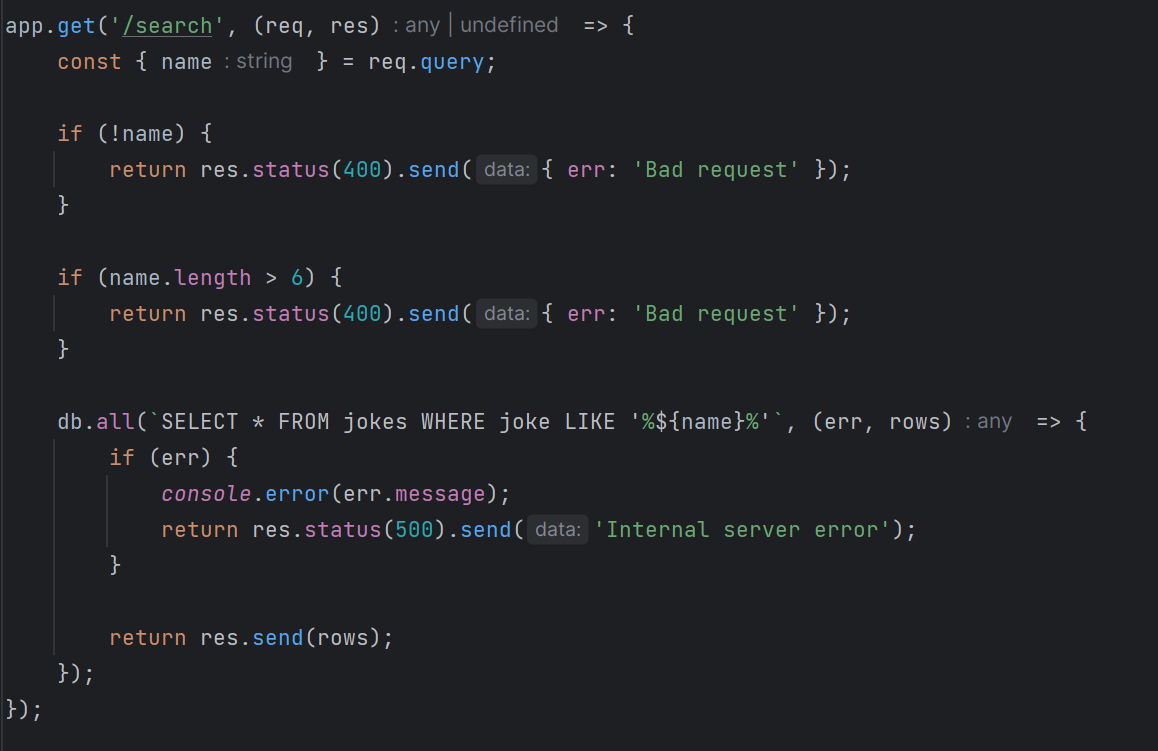 app.get('/search', (req, res) : any | undefined => {
    const { name : string } = req.query;
    if (!name) {
        return res.status(400).send( data: { err: 'Bad request' });
    }
    if (name.length > 6) {
        return res.status(400).send( data: { err: 'Bad request' });
    }
    db.all(`SELECT * FROM jokes WHERE joke LIKE '%${name}%'`, (err, rows) : any => {
        if (err) {
            console.error(err.message);
            return res.status(500).send( data: 'Internal server error');
        }
        return res.send(rows);
    });
});